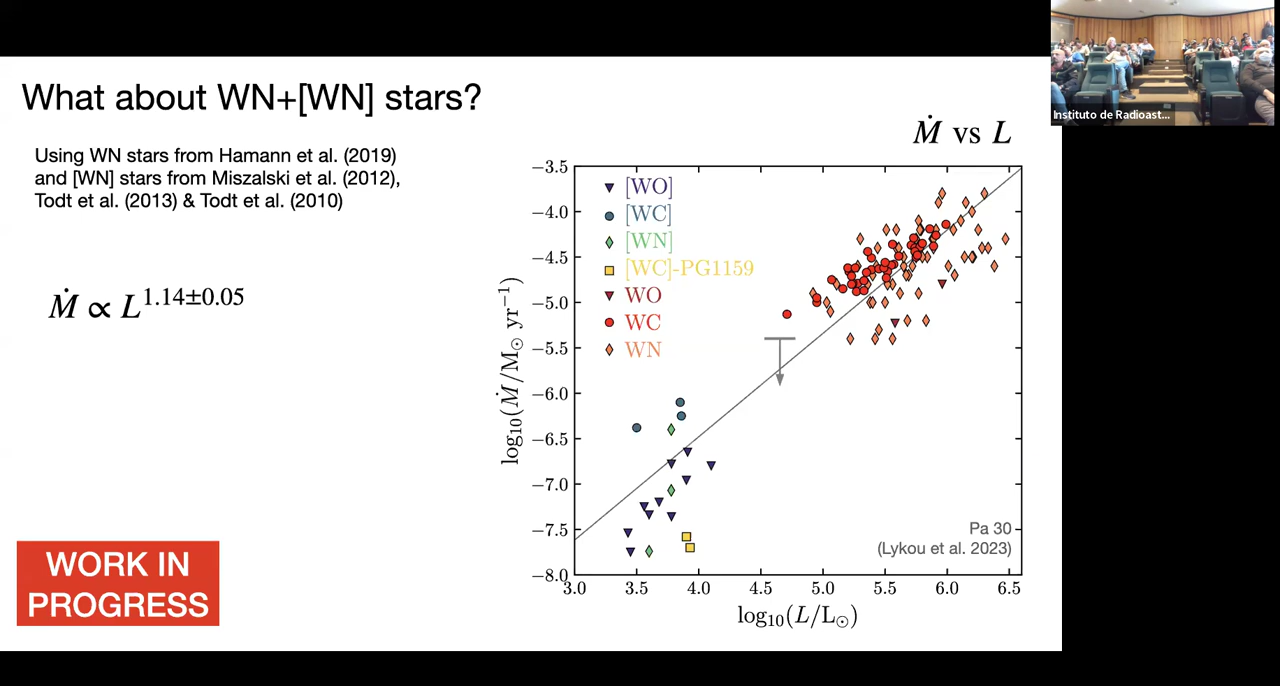 What about WN+[WN] stars?
Instituto de Radioast...
Using WN stars from Hamann et al. (2019)
and [WN] stars from Miszalski et al. (2012),
Todt et al. (2013) & Todt et al. (2010)
Ṁ ∝ L^1.14±0.05
WORK IN
PROGRESS
Ṁ vs L
[WO]
[WC]
[WN]
[WC]-PG1159
WO
WC
WN
Pa 30
(Lykou et al. 2023)
log₁₀(Ṁ/M⊙ yr⁻¹)
−3.5
−4.0
−4.5
−5.0
−5.5
−6.0
−6.5
−7.0
−7.5
−8.0
3.0 3.5 4.0 4.5 5.0 5.5 6.0 6.5
log₁₀(L/L⊙)